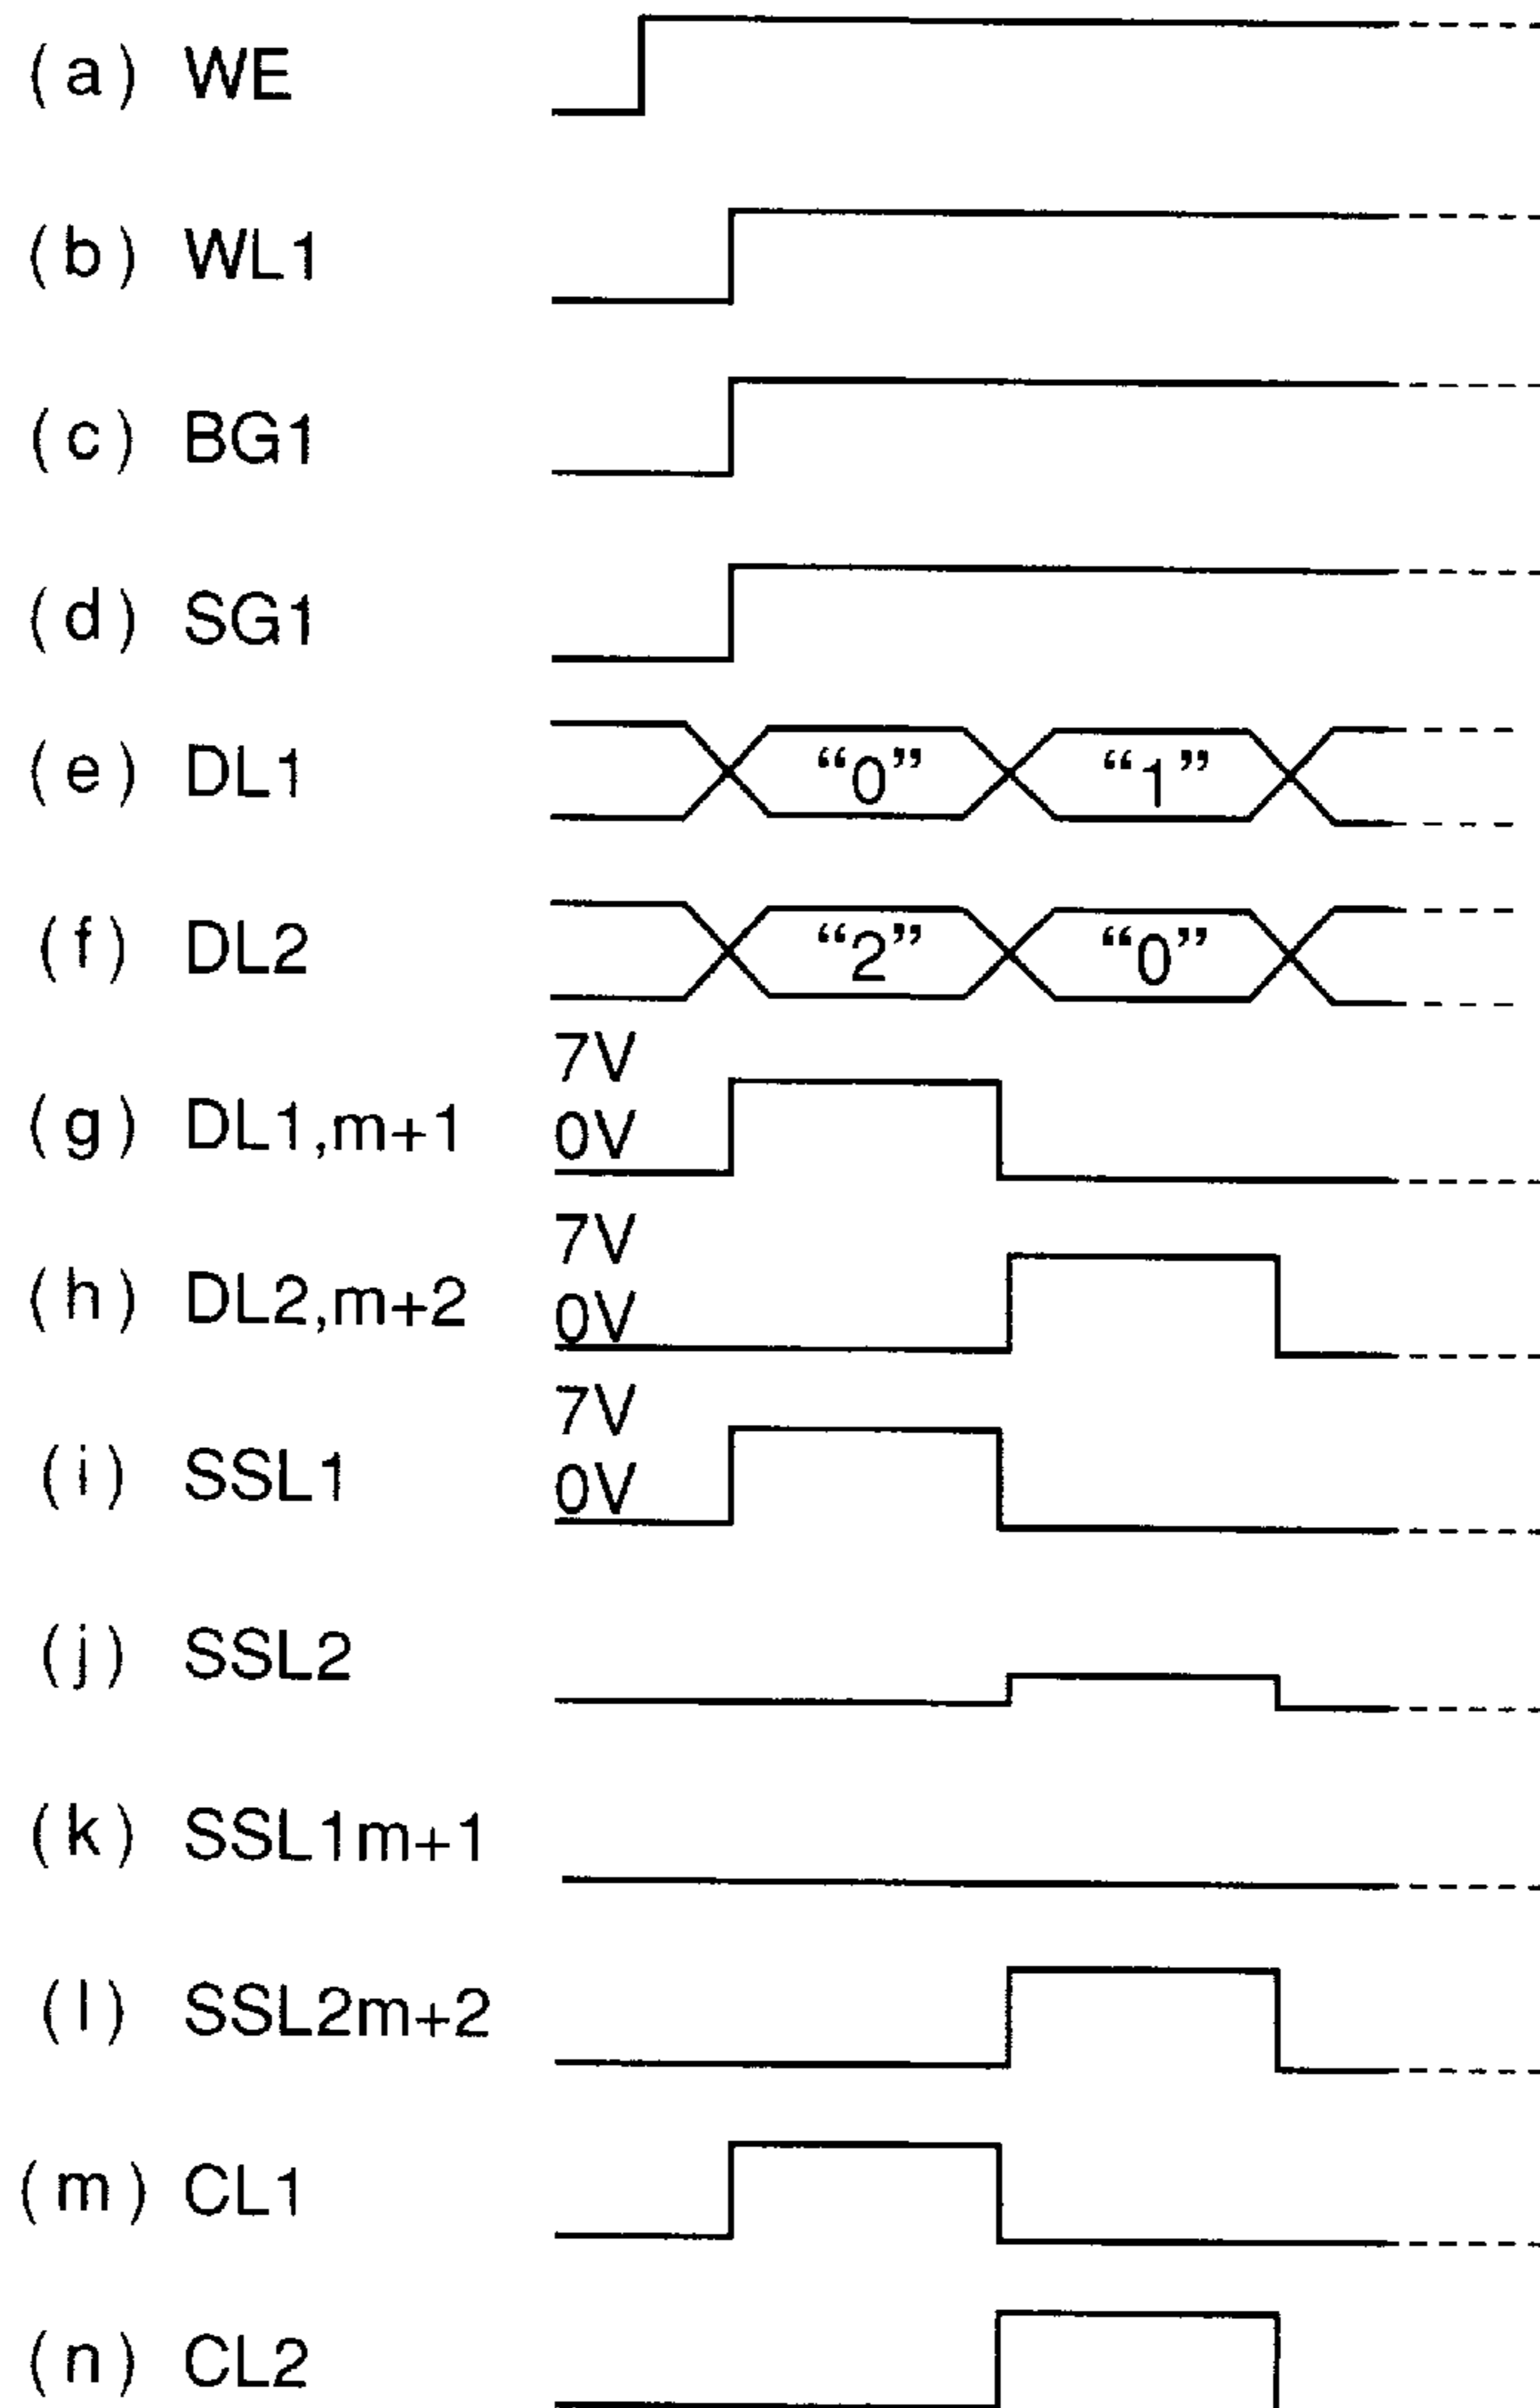 (a) WE
(b) WL1
(c) BG1
(d) SG1
(e) DL1 “0” “1”
(f) DL2 “2” “0”
7V
(g) DL1,m+1 0V
7V
(h) DL2,m+2 0V
7V
(i) SSL1 0V
(j) SSL2
(k) SSL1m+1
(l) SSL2m+2
(m) CL1
(n) CL2